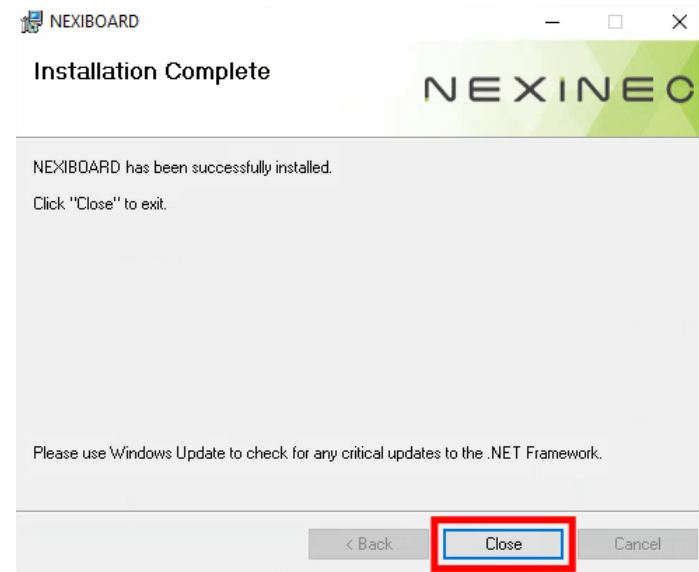 NEXIBOARD
Installation Complete
NEXINEO
NEXIBOARD has been successfully installed.
Click "Close" to exit.
Please use Windows Update to check for any critical updates to the .NET Framework.
< Back
Close
Cancel